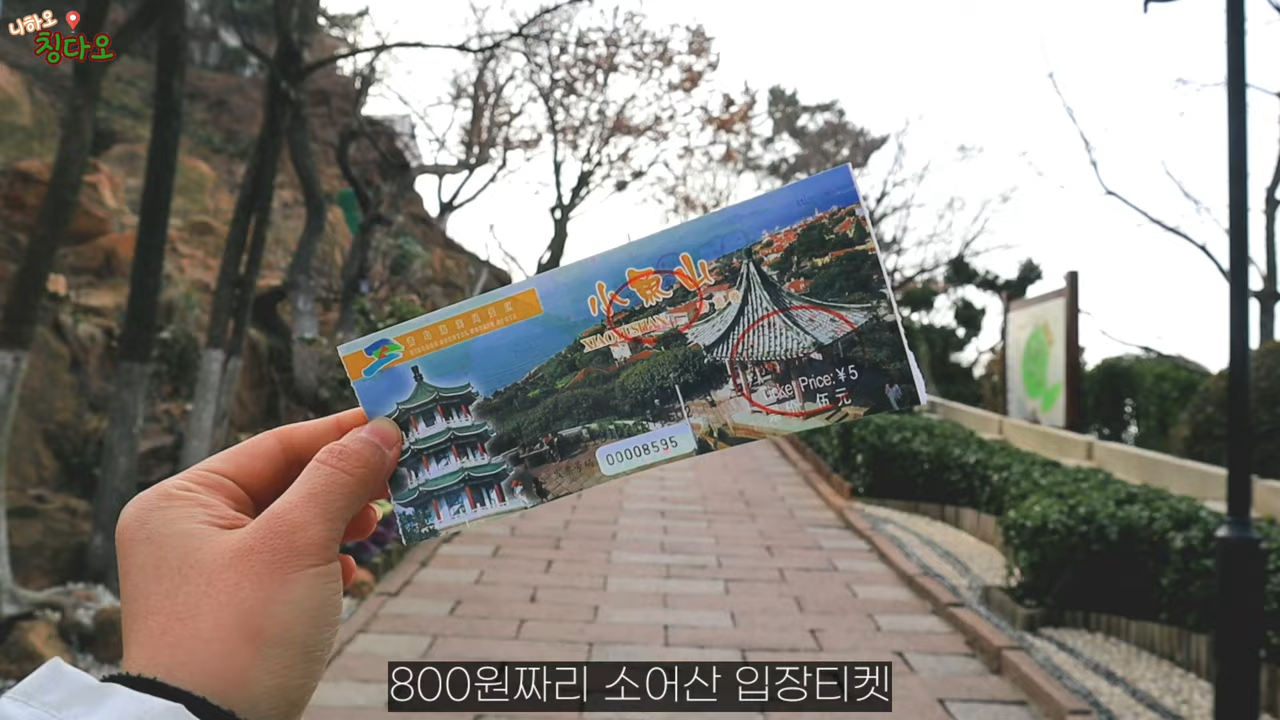 니하오
칭다오
小魚山
XIAOYUSHAN
Ticket Price:￥5
伍元
00008595
800원짜리 소어산 입장티켓